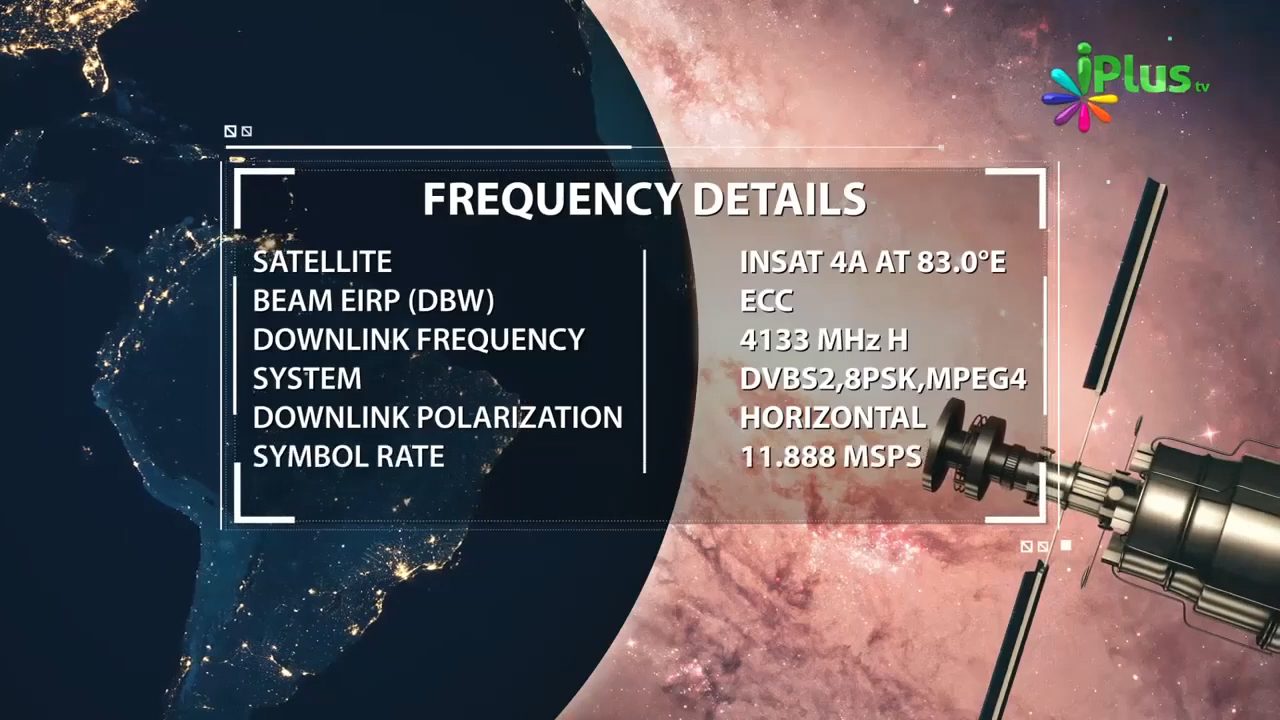 iPlus tv
FREQUENCY DETAILS
SATELLITE INSAT 4A AT 83.0°E
BEAM EIRP (DBW) ECC
DOWNLINK FREQUENCY 4133 MHz H
SYSTEM DVBS2,8PSK,MPEG4
DOWNLINK POLARIZATION HORIZONTAL
SYMBOL RATE 11.888 MSPS